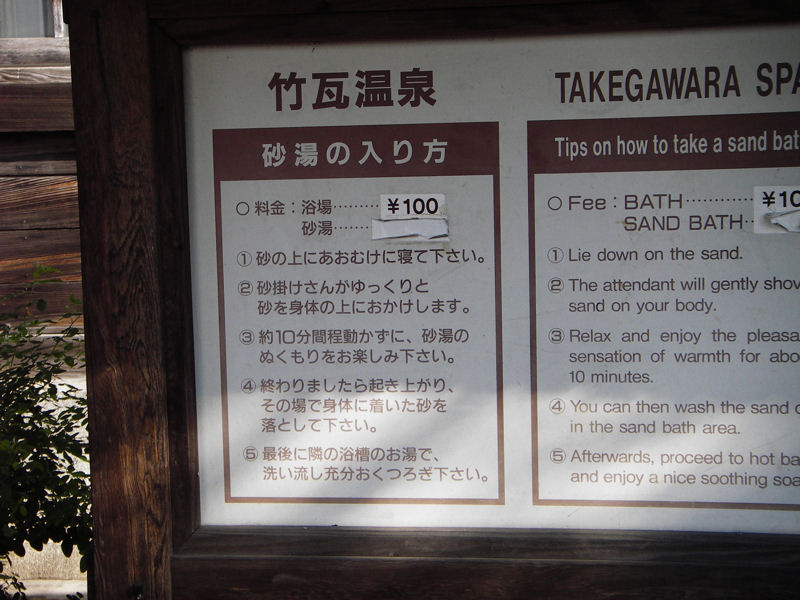 竹瓦温泉
砂湯の入り方
○ 料金：浴場‥‥‥‥ ¥100
砂湯‥‥‥
① 砂の上にあおむけに寝て下さい。
② 砂掛けさんがゆっくりと
砂を身体の上におかけします。
③ 約10分間程動かずに、砂湯の
ぬくもりをお楽しみ下さい。
④ 終わりましたら起き上がり、
その場で身体に着いた砂を
落として下さい。
⑤ 最後に隣の浴槽のお湯で、
洗い流し充分おくつろぎ下さい。
TAKEGAWARA SPA
Tips on how to take a sand bat
○ Fee : BATH ‥‥‥‥‥ ¥10
SAND BATH‥
① Lie down on the sand.
② The attendant will gently shov
sand on your body.
③ Relax and enjoy the pleasa
sensation of warmth for abo
10 minutes.
④ You can then wash the sand o
in the sand bath area.
⑤ Afterwards, proceed to hot ba
and enjoy a nice soothing soa